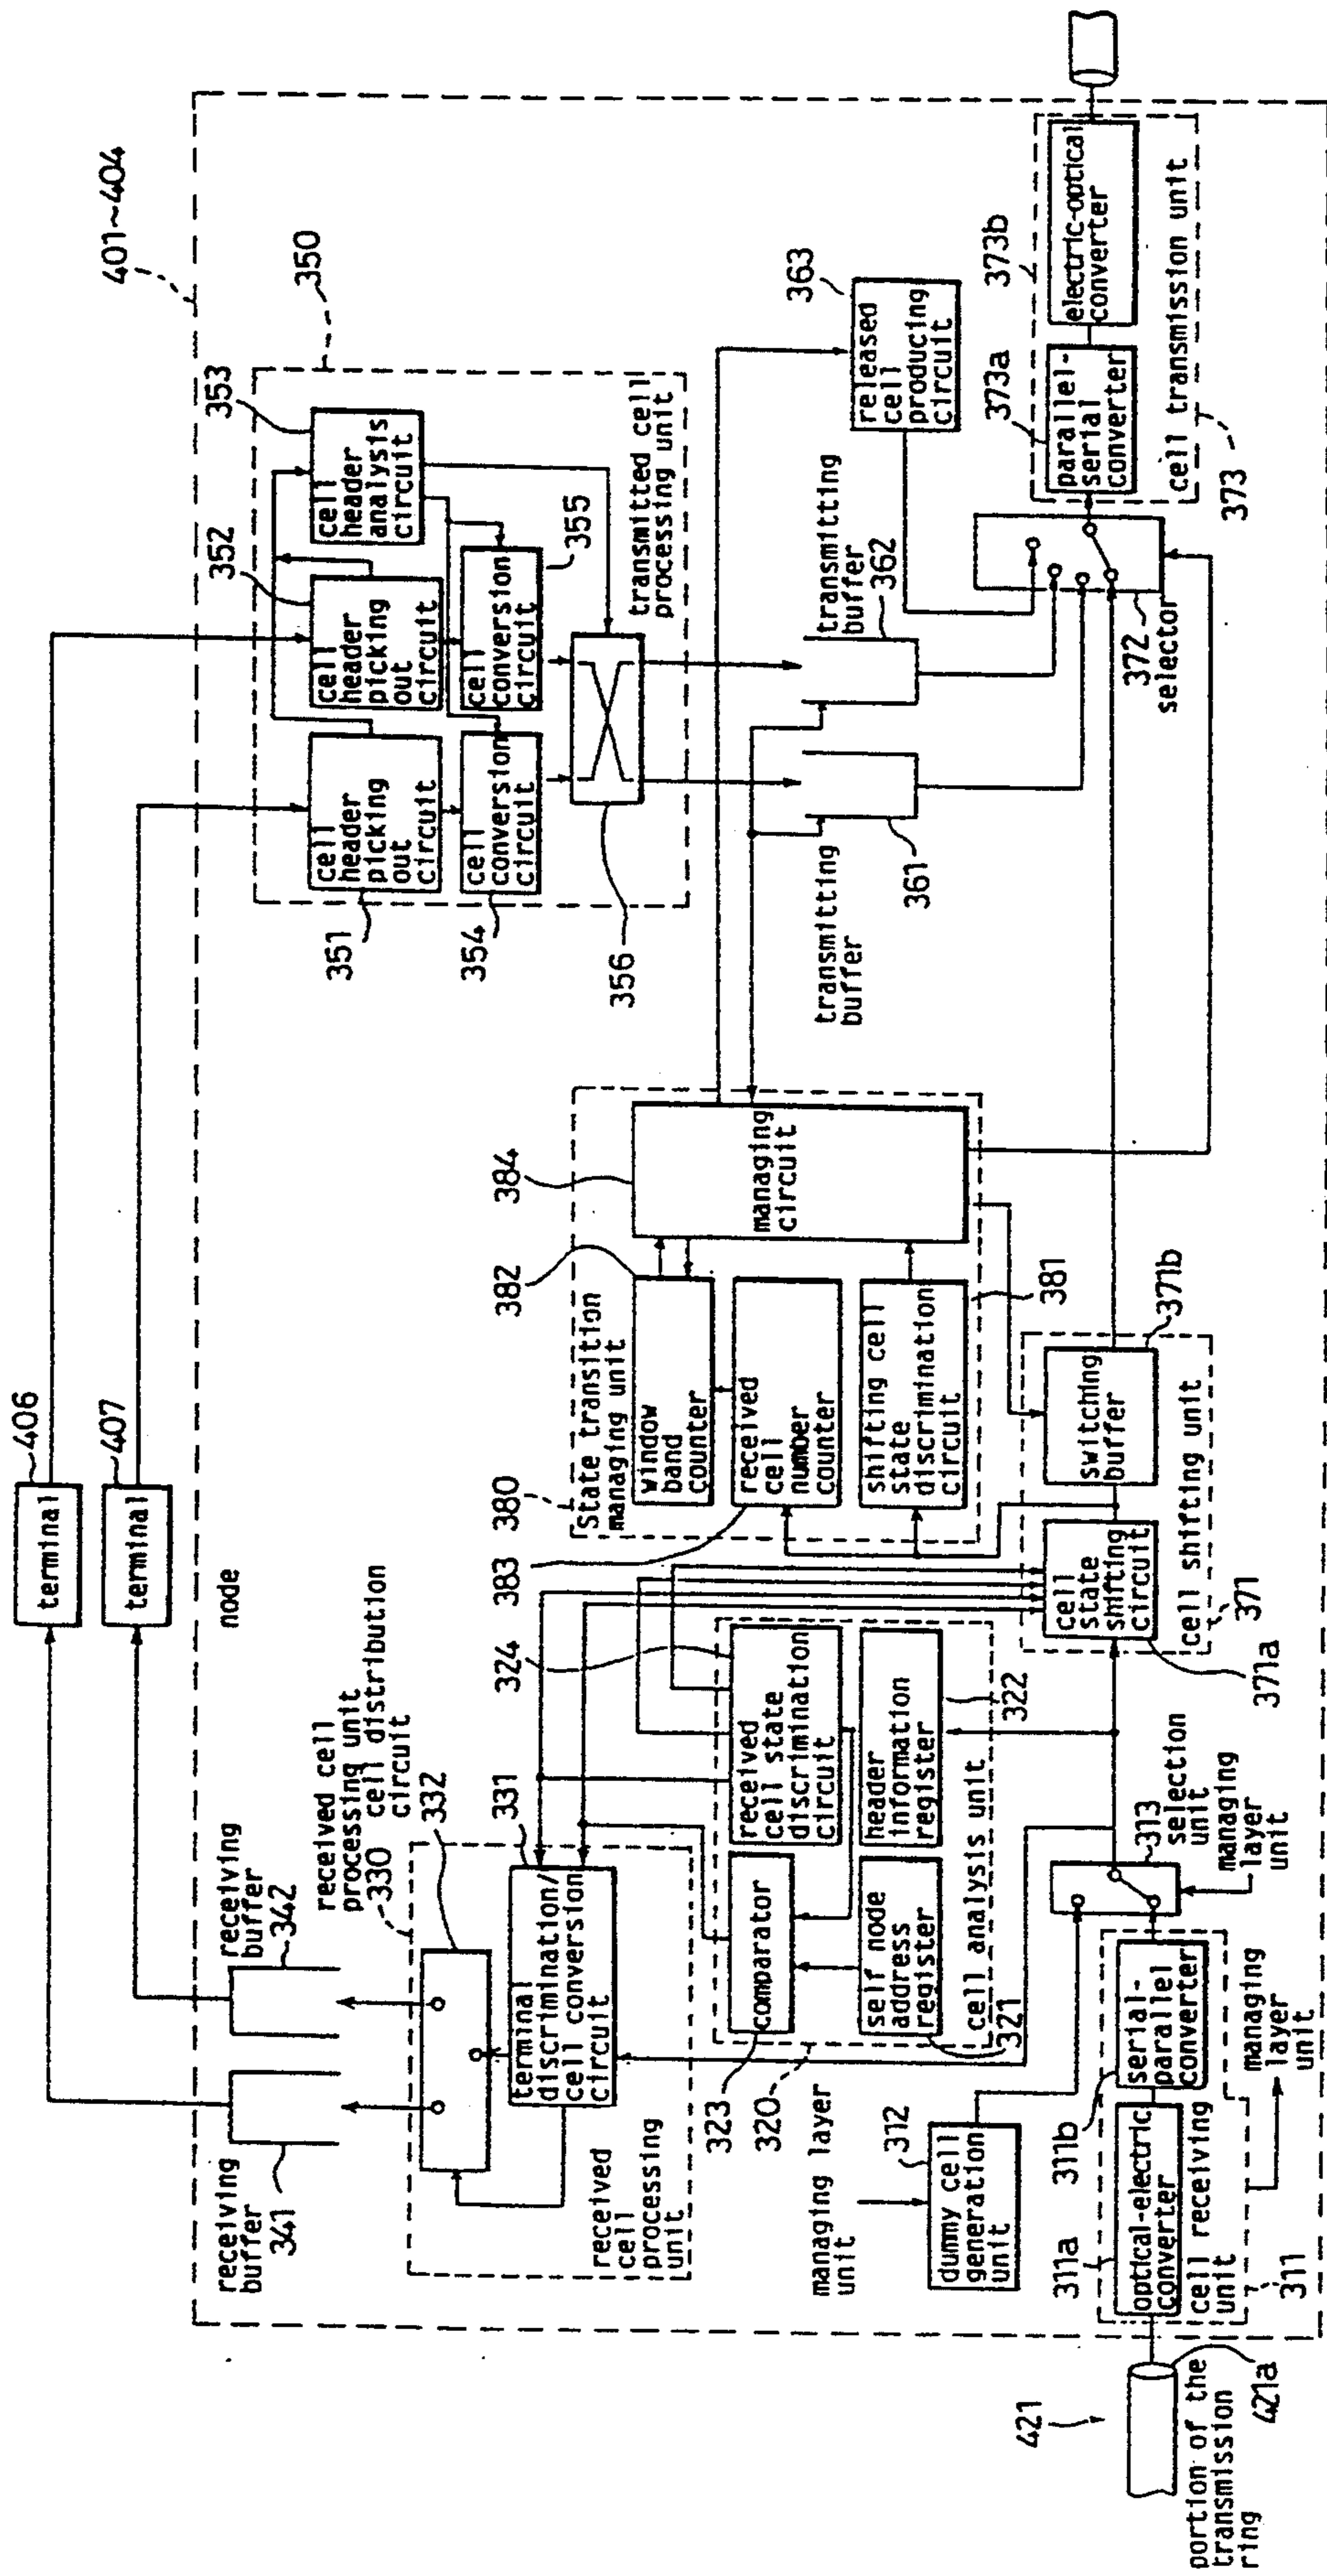 406
terminal
407
terminal
node
401~404
receiving
buffer
341
receiving
buffer
342
received cell
processing unit
330
cell distribution
circuit
332
331
terminal
discrimination/
cell conversion
circuit
received
cell
processing
unit
323
comparator
324
received
cell state
discrimination
circuit
self node
address
register
321
header
information
register
322
cell analysis unit
320
managing layer
unit
312
dummy cell
generation
unit
311a
optical-electric
converter
311b
serial-
parallel
converter
cell receiving
unit
311
managing
layer
unit
313
selection
unit
managing
layer
unit
421
421a
portion of the
transmission
ring
380
State transition
managing unit
382
window
band
counter
383
received
cell
number
counter
shifting cell
state
discrimination
circuit
381
384
managing
circuit
cell
state
shifting
circuit
371a
switching
buffer
371b
cell shifting unit
371
350
351
cell
header
picking
out
circuit
352
cell
header
picking
out
circuit
353
cell
header
analysis
circuit
354
cell
conversion
circuit
355
cell
conversion
circuit
356
transmitted cell
processing unit
transmitting
buffer
361
transmitting
buffer
362
363
released
cell
producing
circuit
372
selector
373a
parallel-
serial
converter
373b
electric-optical
converter
cell transmission unit
373